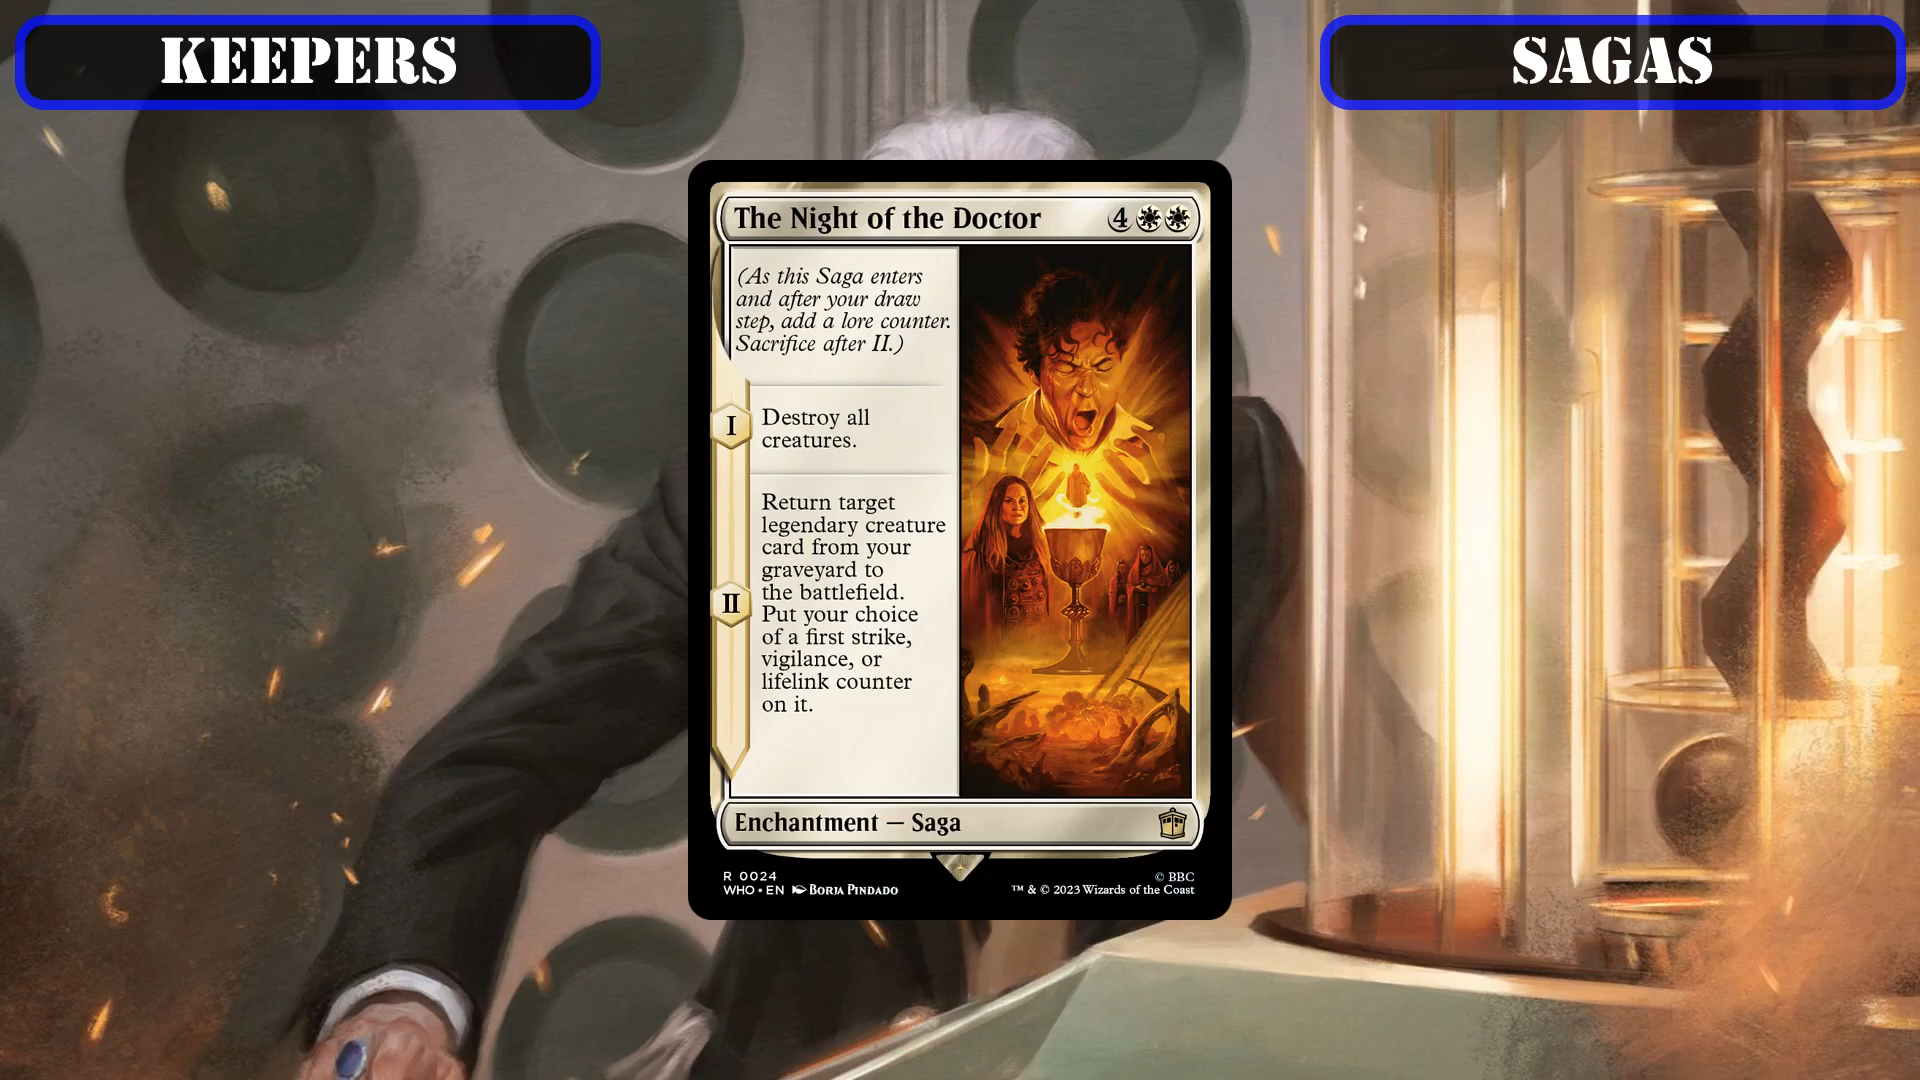 KEEPERS
SAGAS
The Night of the Doctor 4
(As this Saga enters
and after your draw
step, add a lore counter.
Sacrifice after II.)
I
Destroy all
creatures.
II
Return target
legendary creature
card from your
graveyard to
the battlefield.
Put your choice
of a first strike,
vigilance, or
lifelink counter
on it.
Enchantment — Saga
R 0024
WHO • EN Borja Pindado
© BBC
™ & © 2023 Wizards of the Coast